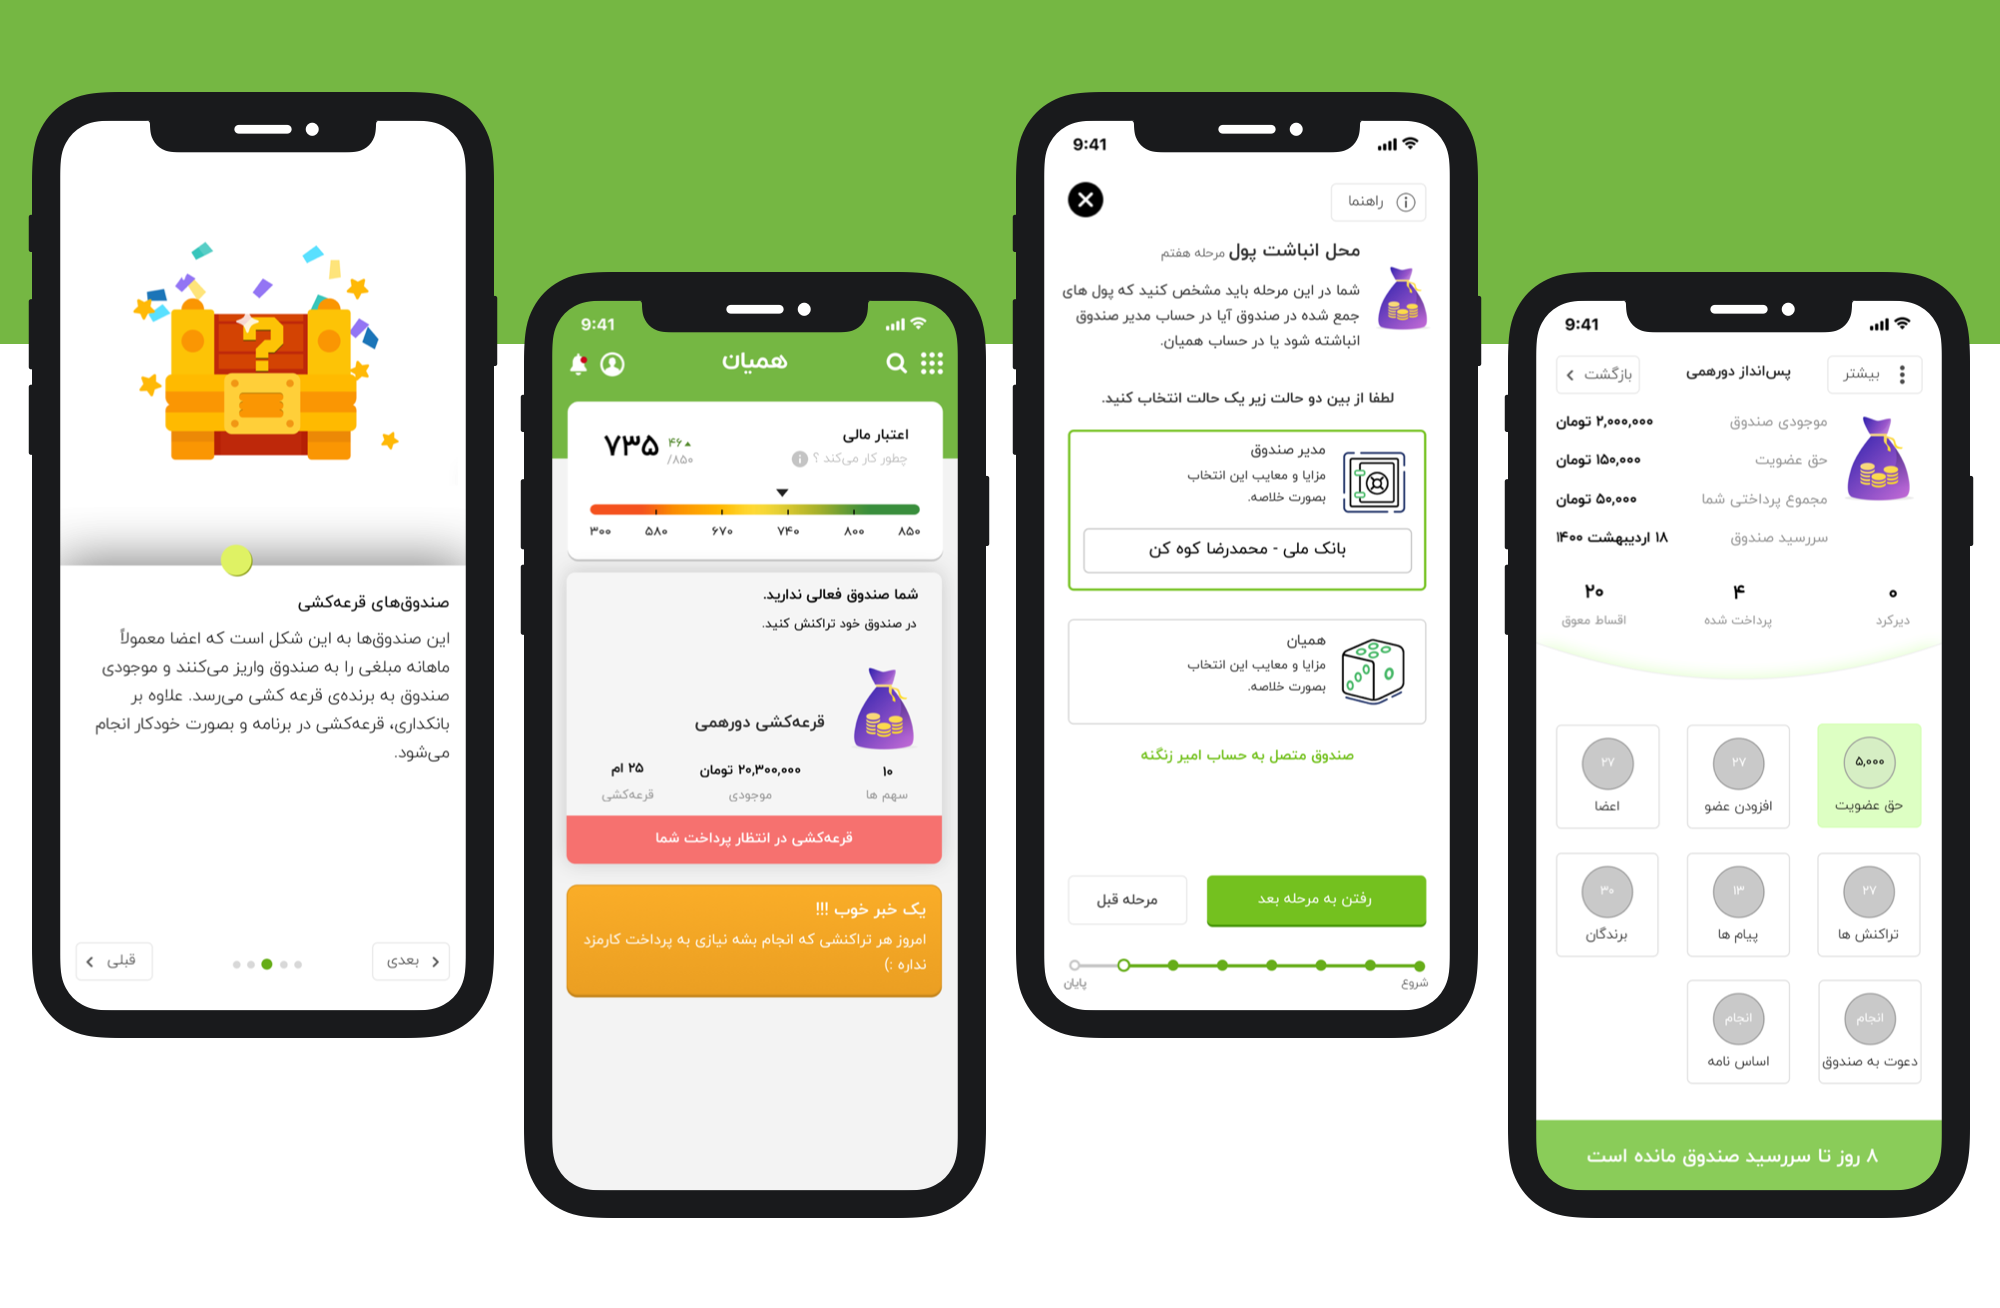 ?
صندوق‌های قرعه‌کشی
این صندوق‌ها به این شکل است که اعضا معمولاً
ماهانه مبلغی را به صندوق واریز می‌کنند و موجودی
صندوق به برنده‌ی قرعه کشی می‌رسد. علاوه بر
بانکداری، قرعه‌کشی در برنامه و بصورت خودکار انجام
می‌شود.
بعدی
قبلی
9:41
همیان
اعتبار مالی
چطور کار می‌کند ؟
۷۳۵
۴۶
/۸۵۰
۳۰۰ ۵۸۰ ۶۷۰ ۷۴۰ ۸۰۰ ۸۵۰
شما صندوق فعالی ندارید.
در صندوق خود تراکنش کنید.
قرعه‌کشی دورهمی
۱۰ ۲۰,۳۰۰,۰۰۰ تومان ۲۵ ام
سهم ها موجودی قرعه‌کشی
قرعه‌کشی در انتظار پرداخت شما
یک خبر خوب !!!
امروز هر تراکنشی که انجام بشه نیازی به پرداخت کارمزد
نداره :)
9:41
راهنما
محل انباشت پول مرحله هفتم
شما در این مرحله باید مشخص کنید که پول های
جمع شده در صندوق آیا در حساب مدیر صندوق
انباشته شود یا در حساب همیان.
لطفا از بین دو حالت زیر یک حالت انتخاب کنید.
مدیر صندوق
مزایا و معایب این انتخاب
بصورت خلاصه.
بانک ملی - محمدرضا کوه کن
همیان
مزایا و معایب این انتخاب
بصورت خلاصه.
صندوق متصل به حساب امیر زنگنه
رفتن به مرحله بعد
مرحله قبل
شروع
پایان
9:41
بیشتر
پس‌انداز دورهمی
بازگشت
موجودی صندوق ۲,۰۰۰,۰۰۰ تومان
حق عضویت ۱۵۰,۰۰۰ تومان
مجموع پرداختی شما ۵۰,۰۰۰ تومان
سررسید صندوق ۱۸ اردیبهشت ۱۴۰۰
۰ ۴ ۲۰
دیرکرد پرداخت شده اقساط معوق
۵,۰۰۰ ۲۷ ۲۷
حق عضویت افزودن عضو اعضا
۲۷ ۱۳ ۳۰
تراکنش ها پیام ها برندگان
انجام انجام
دعوت به صندوق اساس نامه
۸ روز تا سررسید صندوق مانده است